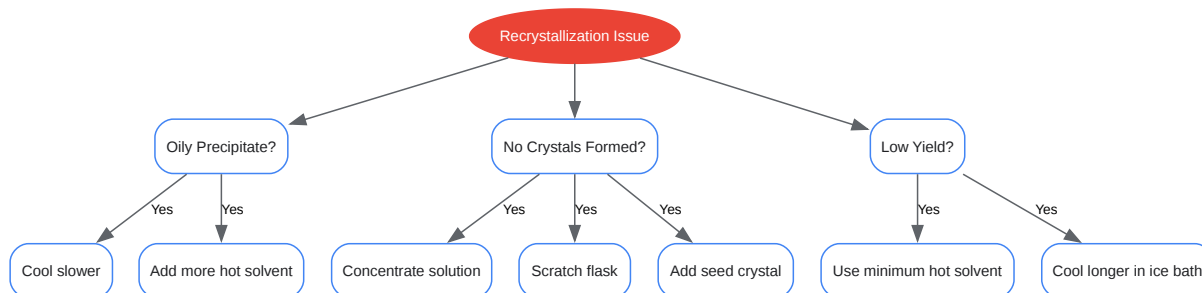 Recrystallization Issue
Oily Precipitate?
No Crystals Formed?
Low Yield?
Yes
Yes
Yes
Yes
Yes
Yes
Yes
Cool slower
Add more hot solvent
Concentrate solution
Scratch flask
Add seed crystal
Use minimum hot solvent
Cool longer in ice bath